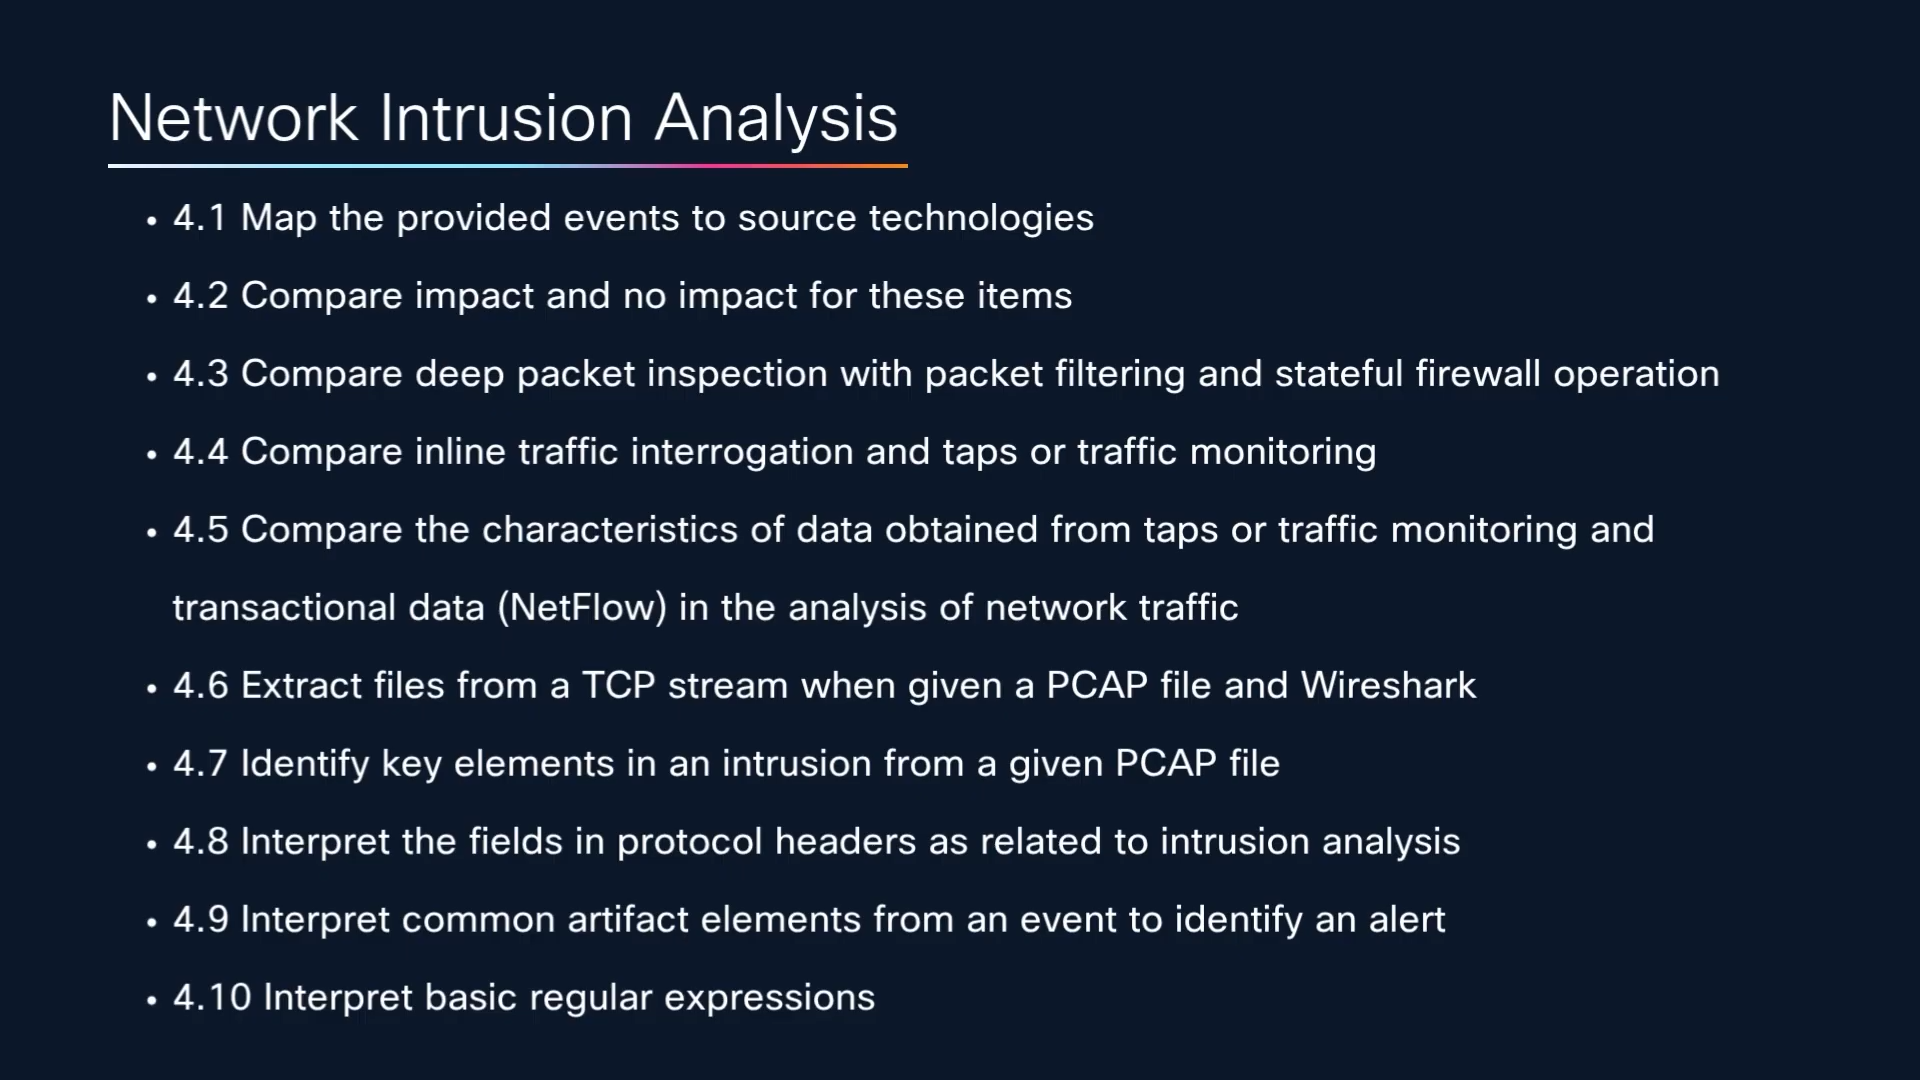 Network Intrusion Analysis
• 4.1 Map the provided events to source technologies
• 4.2 Compare impact and no impact for these items
• 4.3 Compare deep packet inspection with packet filtering and stateful firewall operation
• 4.4 Compare inline traffic interrogation and taps or traffic monitoring
• 4.5 Compare the characteristics of data obtained from taps or traffic monitoring and
transactional data (NetFlow) in the analysis of network traffic
• 4.6 Extract files from a TCP stream when given a PCAP file and Wireshark
• 4.7 Identify key elements in an intrusion from a given PCAP file
• 4.8 Interpret the fields in protocol headers as related to intrusion analysis
• 4.9 Interpret common artifact elements from an event to identify an alert
• 4.10 Interpret basic regular expressions